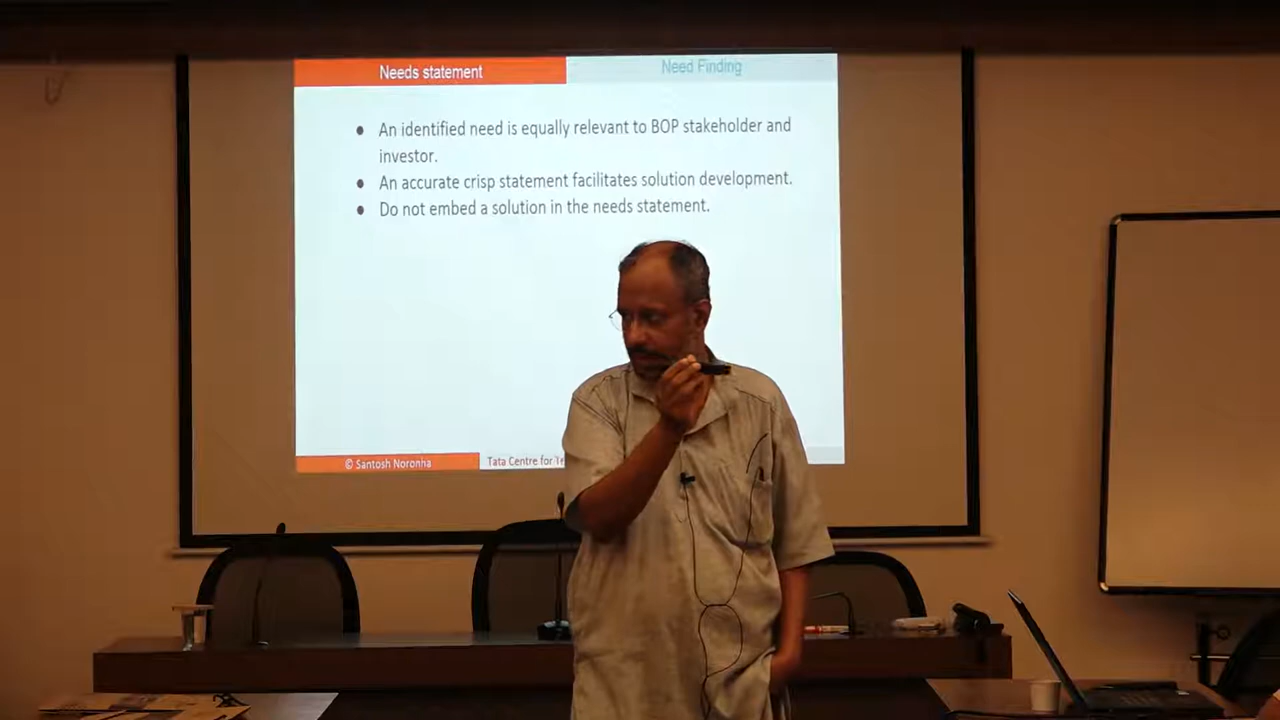 Needs statement
Need Finding
● An identified need is equally relevant to BOP stakeholder and
investor.
● An accurate crisp statement facilitates solution development.
● Do not embed a solution in the needs statement.
© Santosh Noronha
Tata Centre for